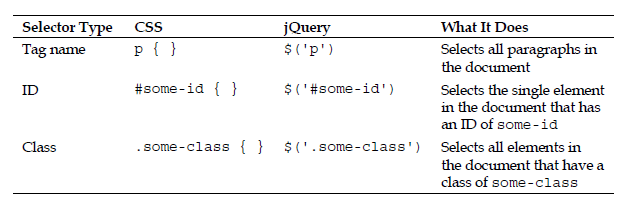 Selector Type CSS jQuery What It Does
Tag name p { } $('p') Selects all paragraphs in
the document
ID #some-id { } $('#some-id') Selects the single element
in the document that has
an ID of some-id
Class .some-class { } $('.some-class') Selects all elements in
the document that have a
class of some-class